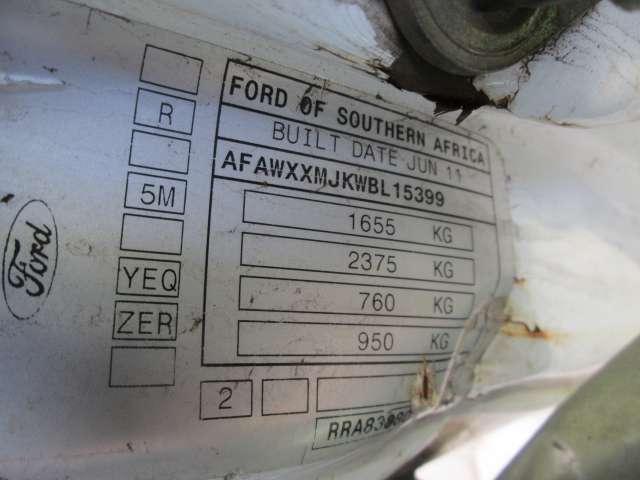 FORD OF SOUTHERN AFRICA
BUILT DATE JUN 11
AFAWXXMJKWBL15399
1655 KG
2375 KG
760 KG
950 KG
R
5M
YEQ
ZER
2
Ford